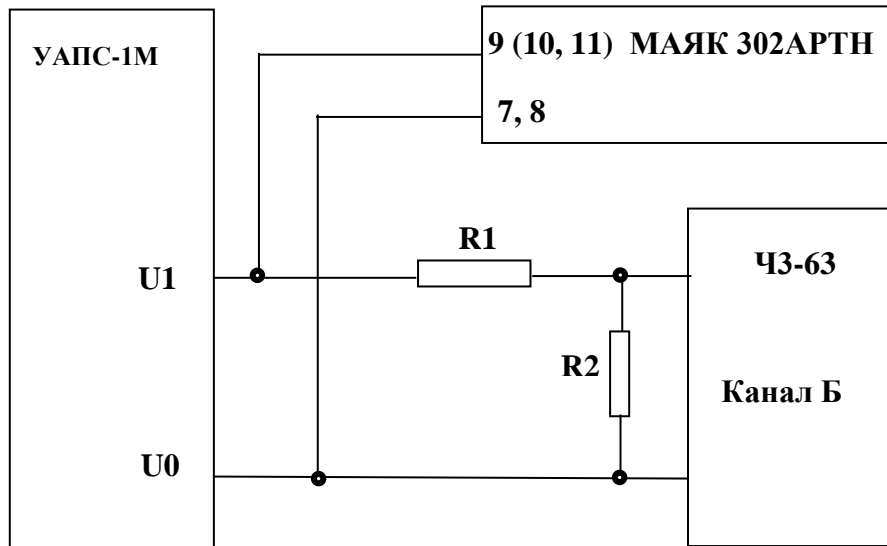 УАПС-1М
9 (10, 11) МАЯК 302АРТН
7, 8
R1
U1
Ч3-63
R2
Канал Б
U0